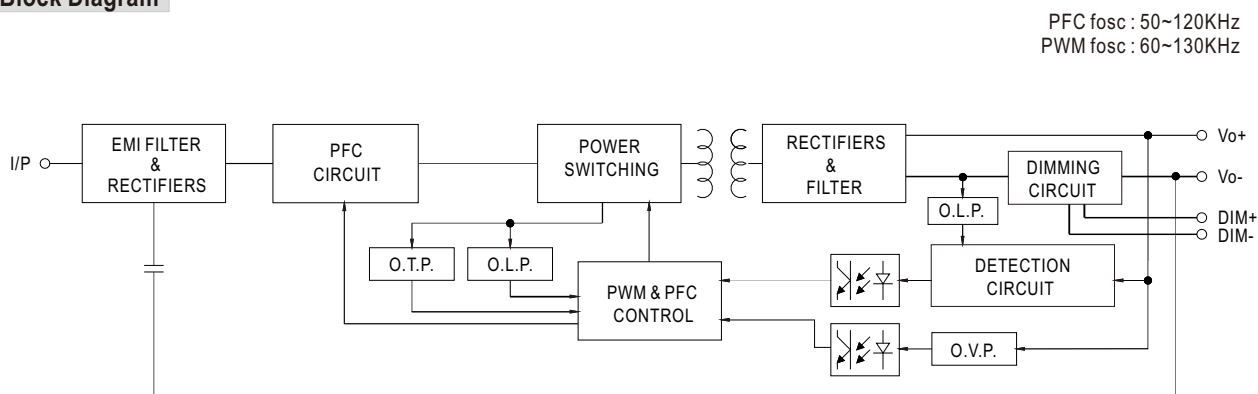 Block Diagram
PFC fosc : 50~120KHz
PWM fosc : 60~130KHz
I/P
EMI FILTER
&
RECTIFIERS
PFC
CIRCUIT
POWER
SWITCHING
RECTIFIERS
&
FILTER
DIMMING
CIRCUIT
Vo+
Vo-
DIM+
DIM-
O.L.P.
O.T.P.
O.L.P.
PWM & PFC
CONTROL
DETECTION
CIRCUIT
O.V.P.